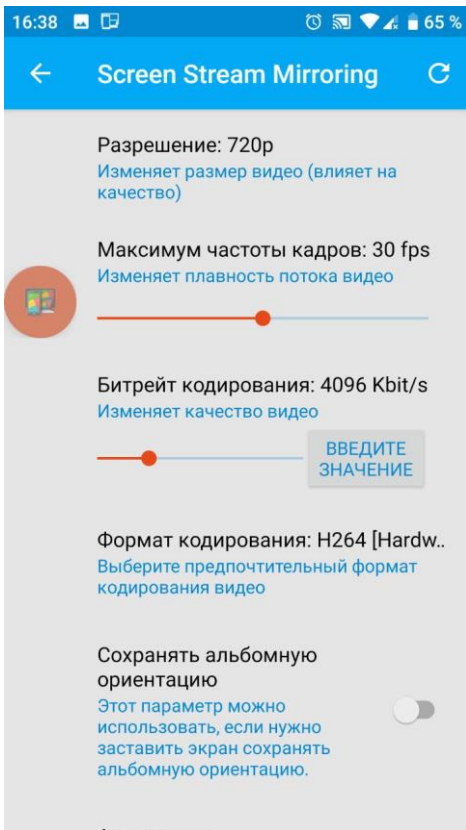 16:38 65 %
Screen Stream Mirroring
Разрешение: 720p
Изменяет размер видео (влияет на
качество)
Максимум частоты кадров: 30 fps
Изменяет плавность потока видео
Битрейт кодирования: 4096 Kbit/s
Изменяет качество видео
ВВЕДИТЕ
ЗНАЧЕНИЕ
Формат кодирования: H264 [Hardw..
Выберите предпочтительный формат
кодирования видео
Сохранять альбомную
ориентацию
Этот параметр можно
использовать, если нужно
заставить экран сохранять
альбомную ориентацию.